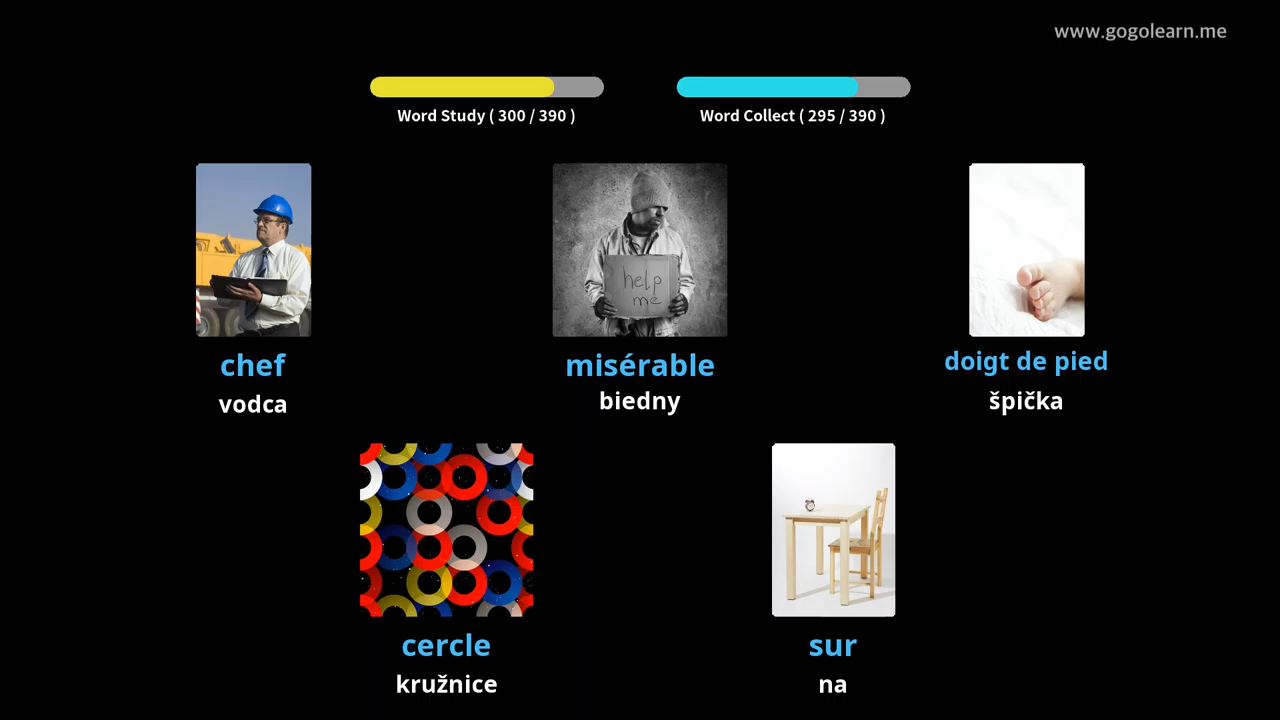 www.gogolearn.me
Word Study ( 300 / 390 )
Word Collect ( 295 / 390 )
help
me
chef
misérable
doigt de pied
vodca
biedny
špička
cercle
sur
kružnice
na